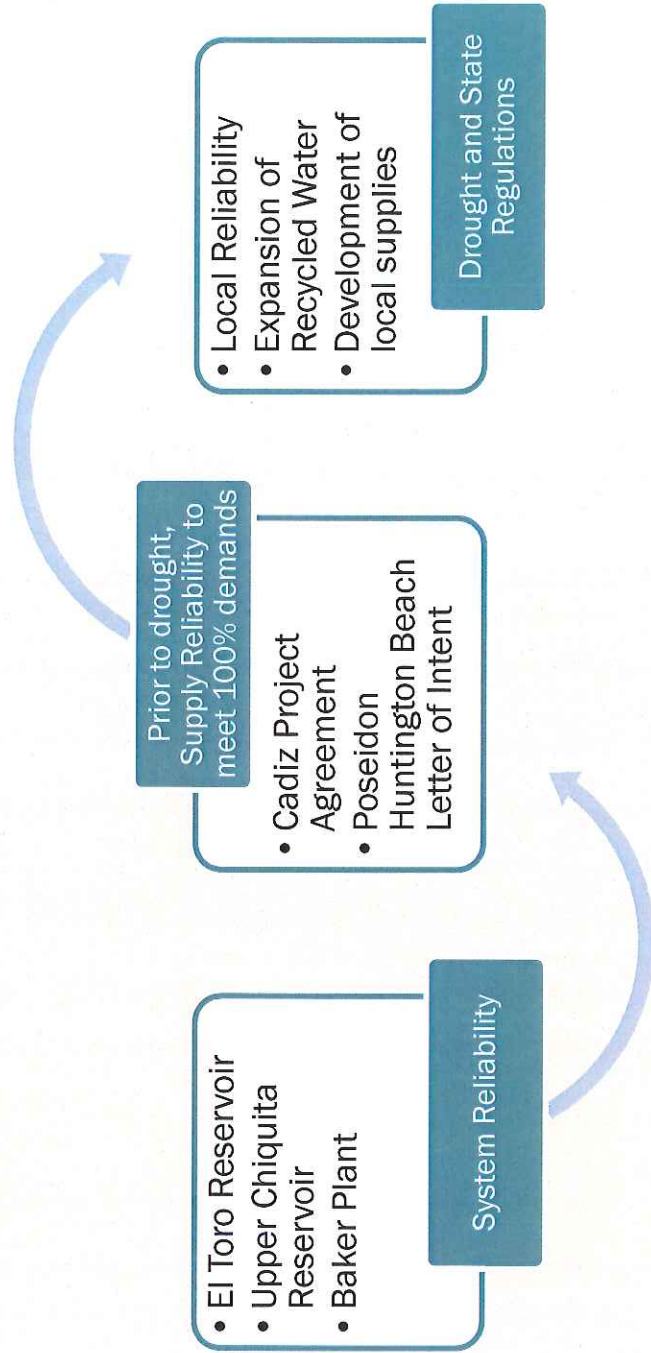 • El Toro Reservoir
• Upper Chiquita
Reservoir
• Baker Plant
System Reliability
Prior to drought,
Supply Reliability to
meet 100% demands
• Cadiz Project
Agreement
• Poseidon
Huntington Beach
Letter of Intent
• Local Reliability
• Expansion of
Recycled Water
• Development of
local supplies
Drought and State
Regulations